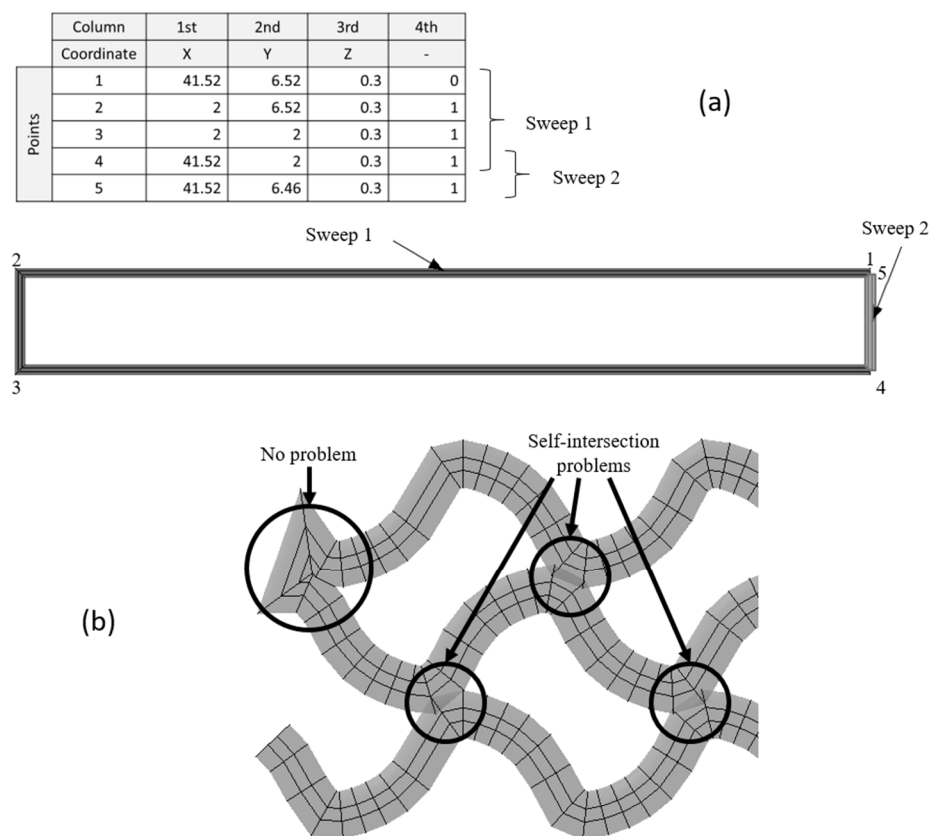 Column 1st 2nd 3rd 4th
Coordinate X Y Z -
Points
1 41.52 6.52 0.3 0
2 2 6.52 0.3 1
3 2 2 0.3 1
4 41.52 2 0.3 1
5 41.52 6.46 0.3 1
Sweep 1
Sweep 2
(a)
Sweep 1
Sweep 2
2
1
5
3
4
No problem
Self-intersection
problems
(b)